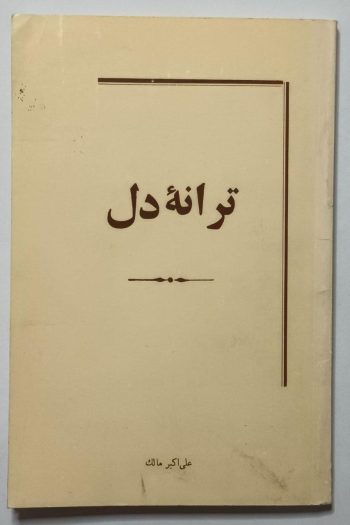 ترانهٔ دل
علی‌اکبر مالک